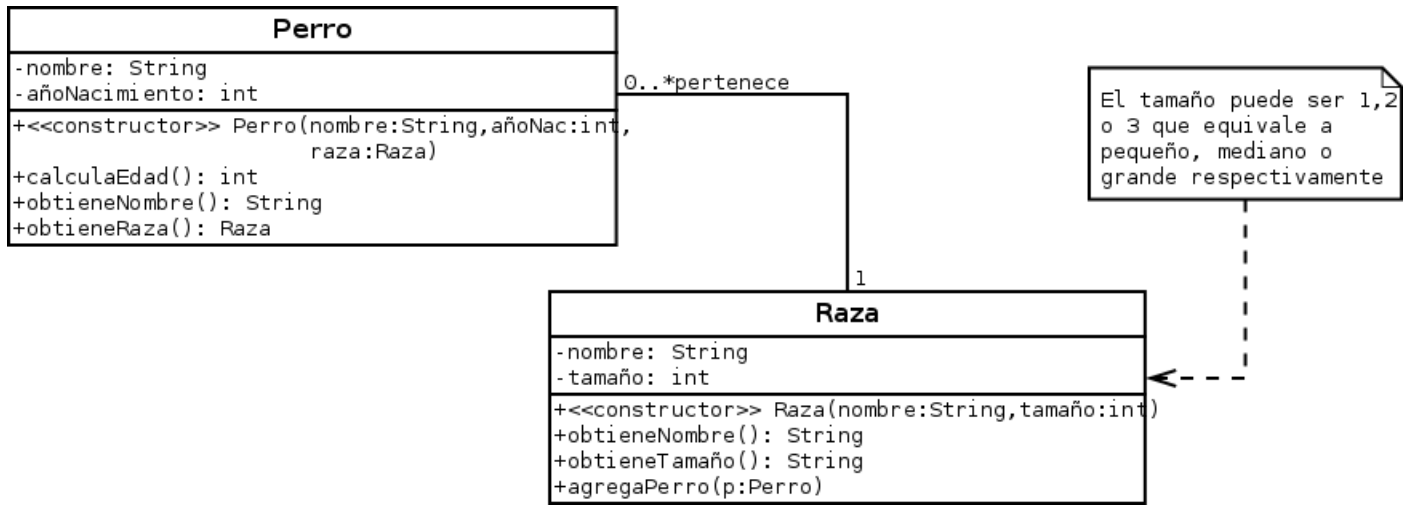 Perro
-nombre: String
-añoNacimiento: int
+<<constructor>> Perro(nombre:String,añoNac:int,
raza:Raza)
+calculaEdad(): int
+obtieneNombre(): String
+obtieneRaza(): Raza
0..*pertenece
1
El tamaño puede ser 1,2
o 3 que equivale a
pequeño, mediano o
grande respectivamente
Raza
-nombre: String
-tamaño: int
+<<constructor>> Raza(nombre:String,tamaño:int)
+obtieneNombre(): String
+obtieneTamaño(): String
+agregaPerro(p:Perro)